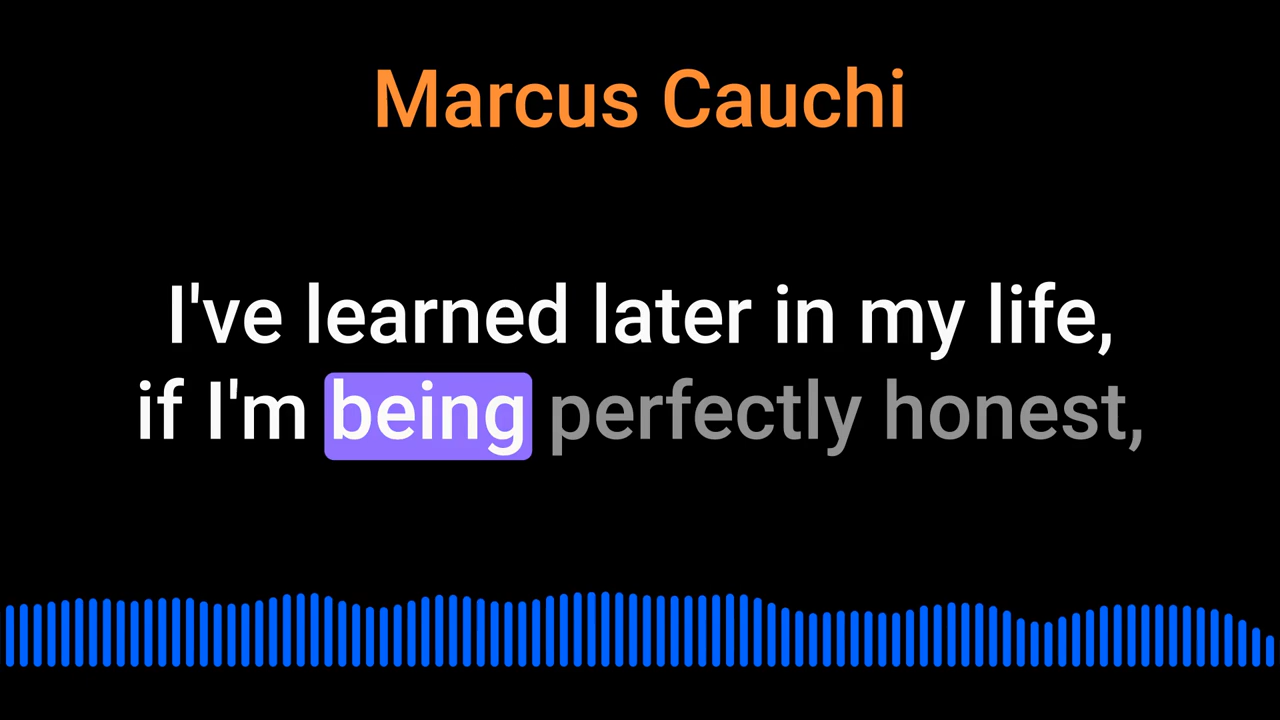 Marcus Cauchi
I've learned later in my life,
if I'm being perfectly honest,